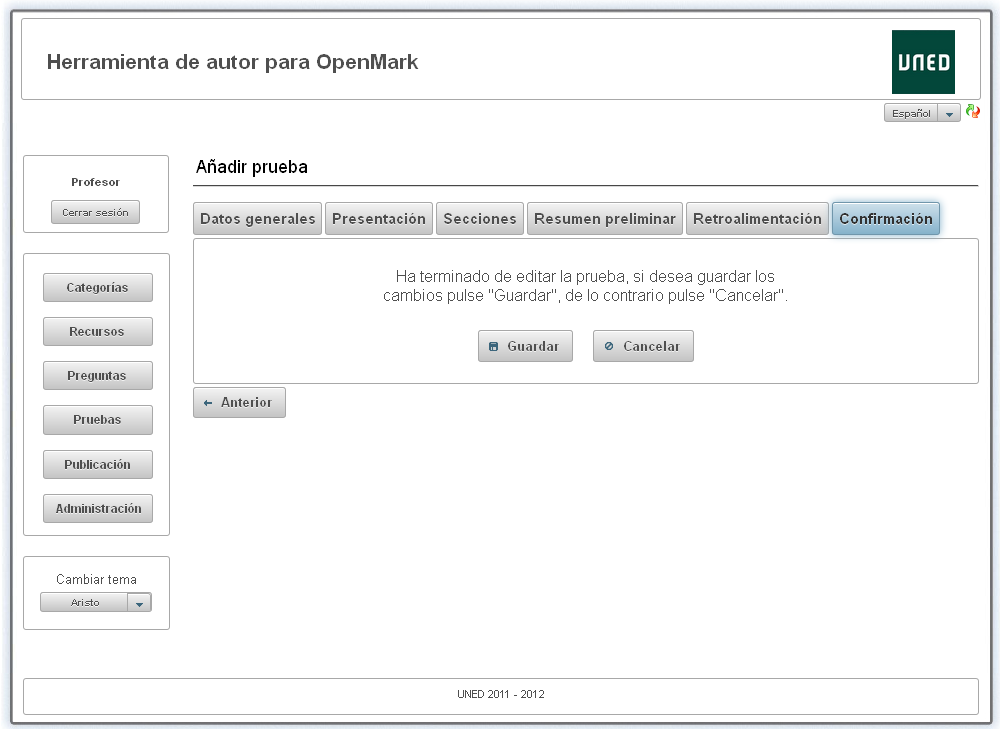 Herramienta de autor para OpenMark
UNED
Español
Profesor
Cerrar sesión
Categorías
Recursos
Preguntas
Pruebas
Publicación
Administración
Cambiar tema
Aristo
Añadir prueba
Datos generales
Presentación
Secciones
Resumen preliminar
Retroalimentación
Confirmación
Ha terminado de editar la prueba, si desea guardar los
cambios pulse "Guardar", de lo contrario pulse "Cancelar".
Guardar
Cancelar
Anterior
UNED 2011 - 2012